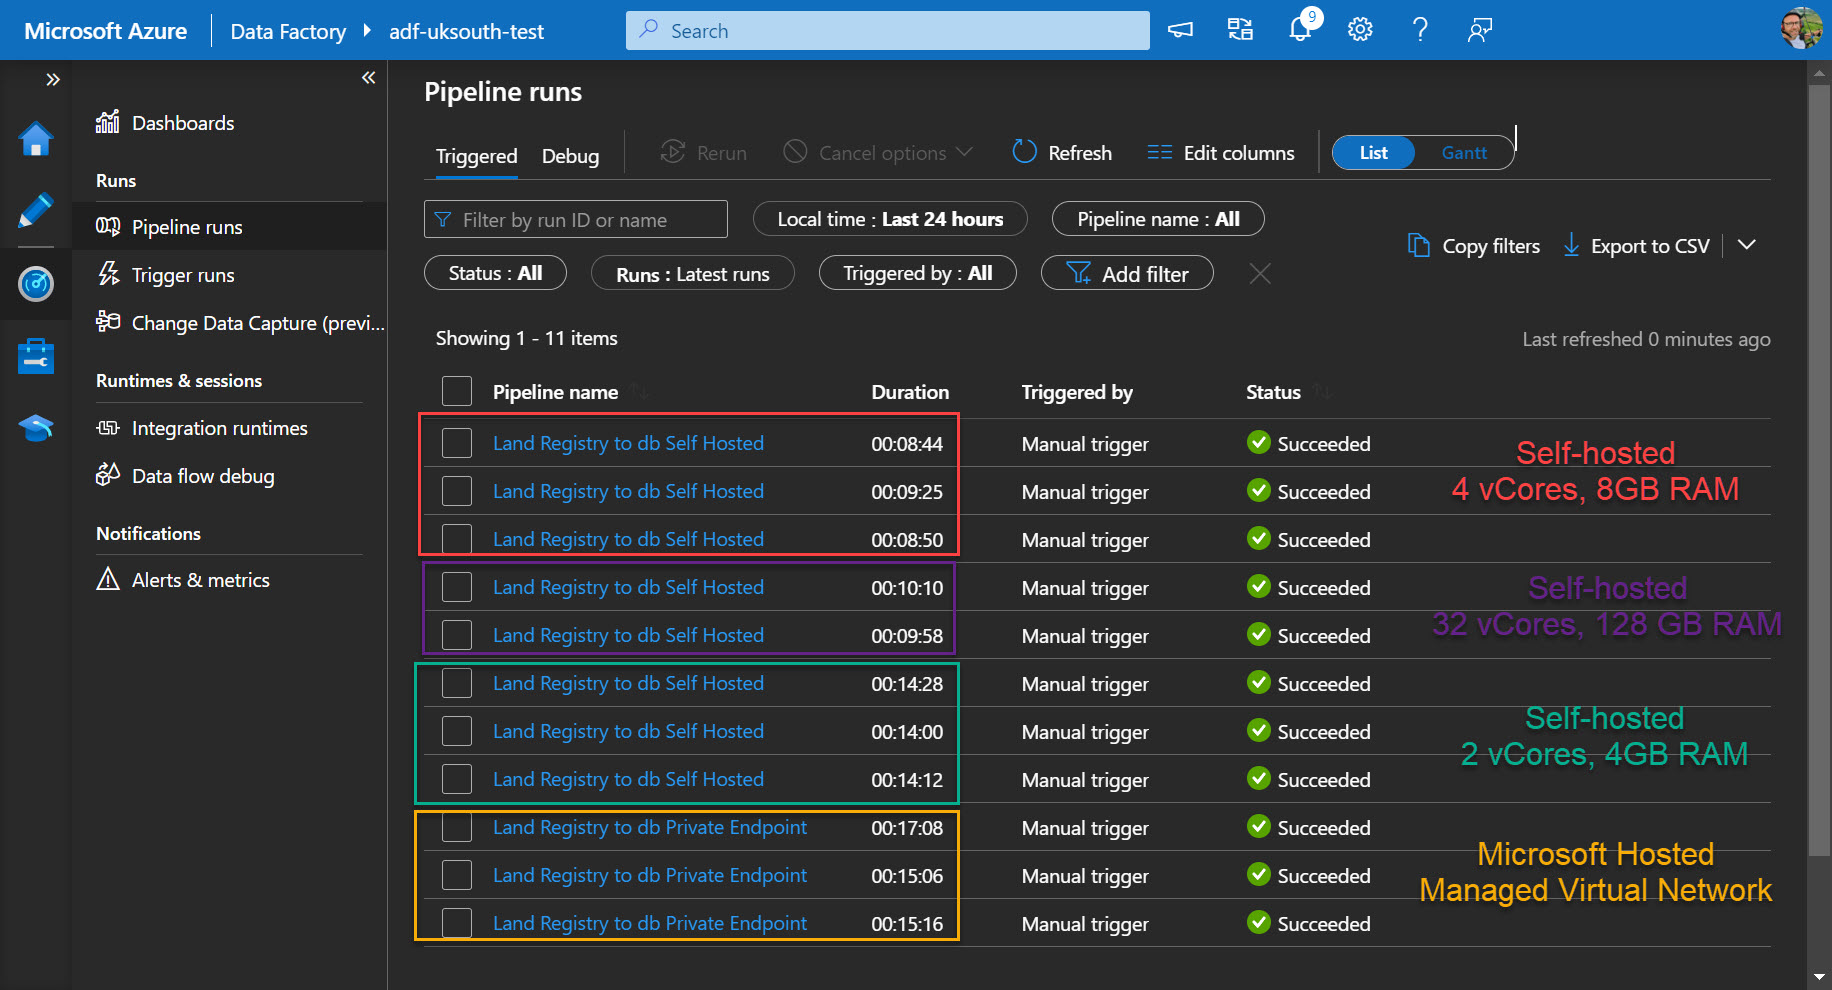 Microsoft Azure Data Factory adf-uksouth-test Search 9
Pipeline runs
Dashboards
Runs
Pipeline runs
Trigger runs
Change Data Capture (previ...
Runtimes & sessions
Integration runtimes
Data flow debug
Notifications
Alerts & metrics
Triggered Debug Rerun Cancel options Refresh Edit columns List Gantt
Filter by run ID or name Local time : Last 24 hours Pipeline name : All
Copy filters Export to CSV
Status : All Runs : Latest runs Triggered by : All Add filter
Showing 1 - 11 items Last refreshed 0 minutes ago
Pipeline name Duration Triggered by Status
Land Registry to db Self Hosted 00:08:44 Manual trigger Succeeded
Land Registry to db Self Hosted 00:09:25 Manual trigger Succeeded
Land Registry to db Self Hosted 00:08:50 Manual trigger Succeeded
Self-hosted
4 vCores, 8GB RAM
Land Registry to db Self Hosted 00:10:10 Manual trigger Succeeded
Land Registry to db Self Hosted 00:09:58 Manual trigger Succeeded
Self-hosted
32 vCores, 128 GB RAM
Land Registry to db Self Hosted 00:14:28 Manual trigger Succeeded
Land Registry to db Self Hosted 00:14:00 Manual trigger Succeeded
Land Registry to db Self Hosted 00:14:12 Manual trigger Succeeded
Self-hosted
2 vCores, 4GB RAM
Land Registry to db Private Endpoint 00:17:08 Manual trigger Succeeded
Land Registry to db Private Endpoint 00:15:06 Manual trigger Succeeded
Land Registry to db Private Endpoint 00:15:16 Manual trigger Succeeded
Microsoft Hosted
Managed Virtual Network